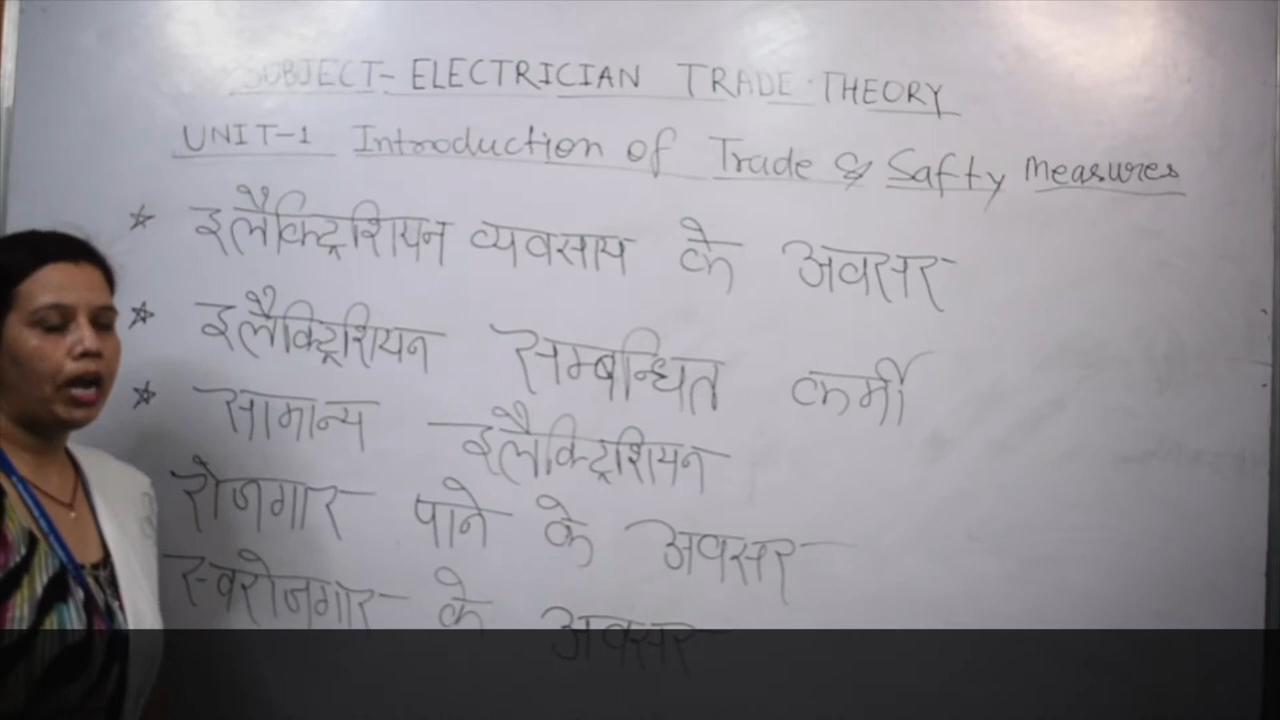 SUBJECT- ELECTRICIAN TRADE THEORY
UNIT-1 Introduction of Trade & Safty Measures
☆ इलैक्ट्रिशियन व्यवसाय के अवसर
☆ इलैक्ट्रिशियन सम्बन्धित कर्मी
☆ सामान्य इलैक्ट्रिशियन
रोजगार पाने के अवसर
स्वरोजगार के अवसर